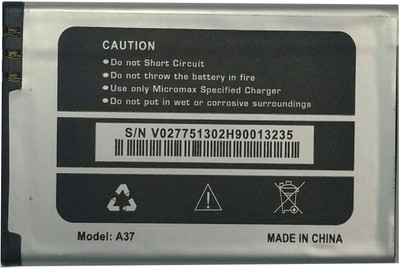 CAUTION
Do not Short Circuit
Do not throw the battery in fire
Use only Micromax Specified Charger
Do not put in wet or corrosive surroundings
S/N V027751302H90013235
Model: A37
MADE IN CHINA